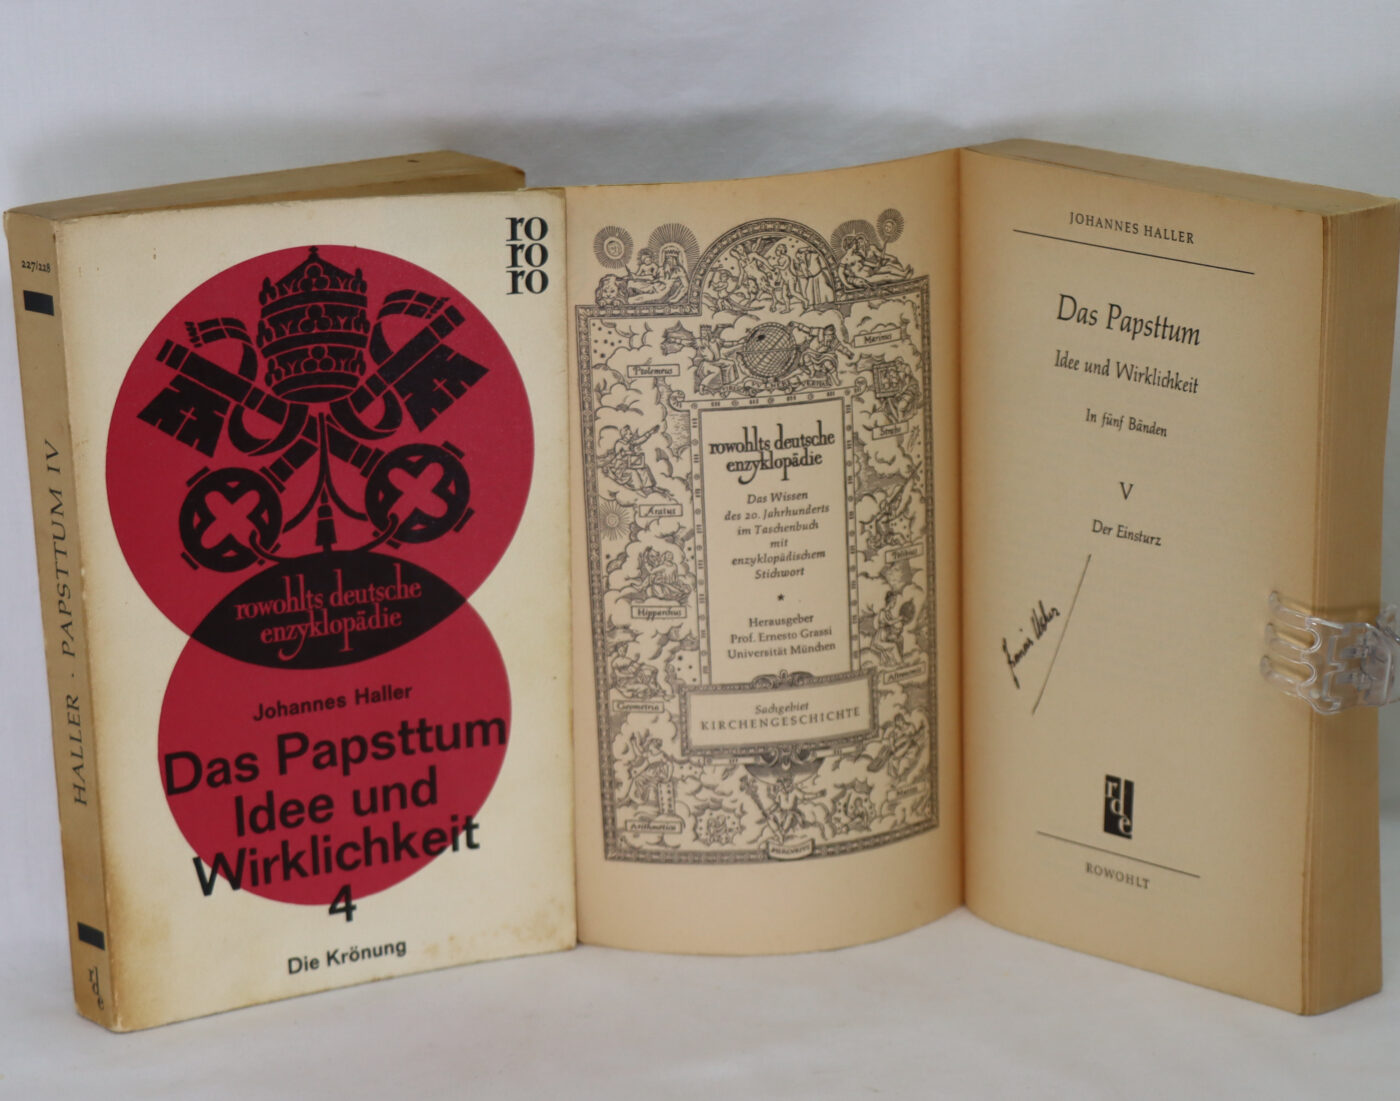 227/228
HALLER · PAPSTTUM IV
rde
ro
ro
ro
rowohlts deutsche
enzyklopädie
Johannes Haller
Das Papsttum
Idee und
Wirklichkeit
4
Die Krönung
Marinus
Ptolemeus
Strabo
Aratus
Hipparchus
Geometria
Astronomia
Arithmetica
rowohlts deutsche
enzyklopädie
Das Wissen
des 20. Jahrhunderts
im Taschenbuch
mit
enzyklopädischem
Stichwort
*
Herausgeber
Prof. Ernesto Grassi
Universität München
Sachgebiet
KIRCHENGESCHICHTE
JOHANNES HALLER
Das Papsttum
Idee und Wirklichkeit
In fünf Bänden
V
Der Einsturz
rde
ROWOHLT